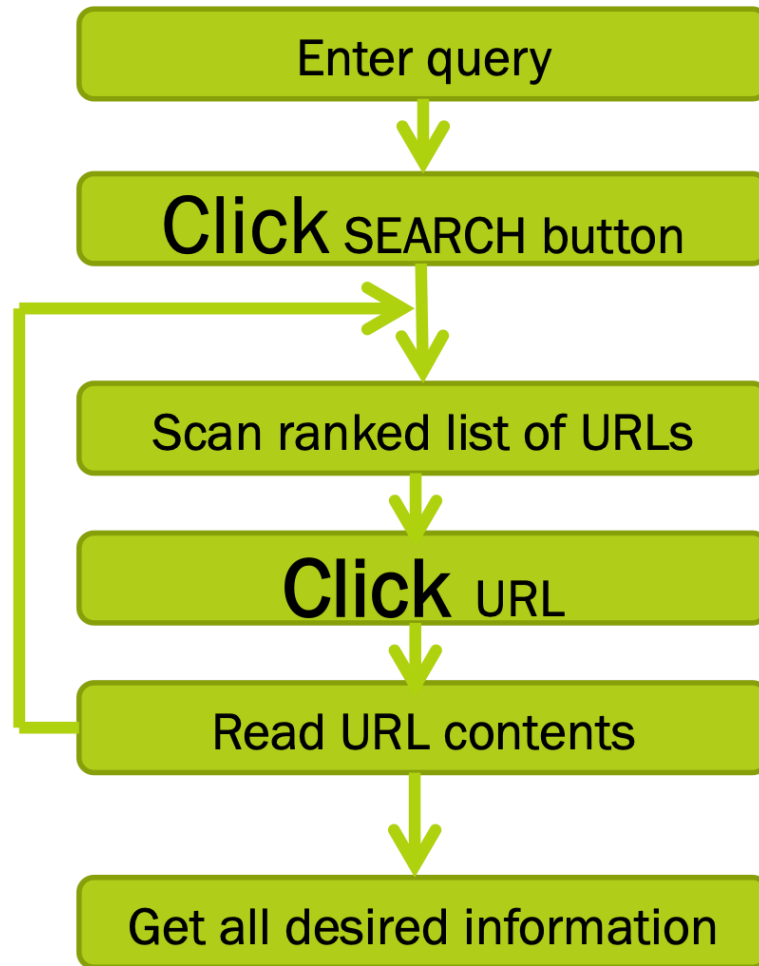 Enter query
Click SEARCH button
Scan ranked list of URLs
Click URL
Read URL contents
Get all desired information